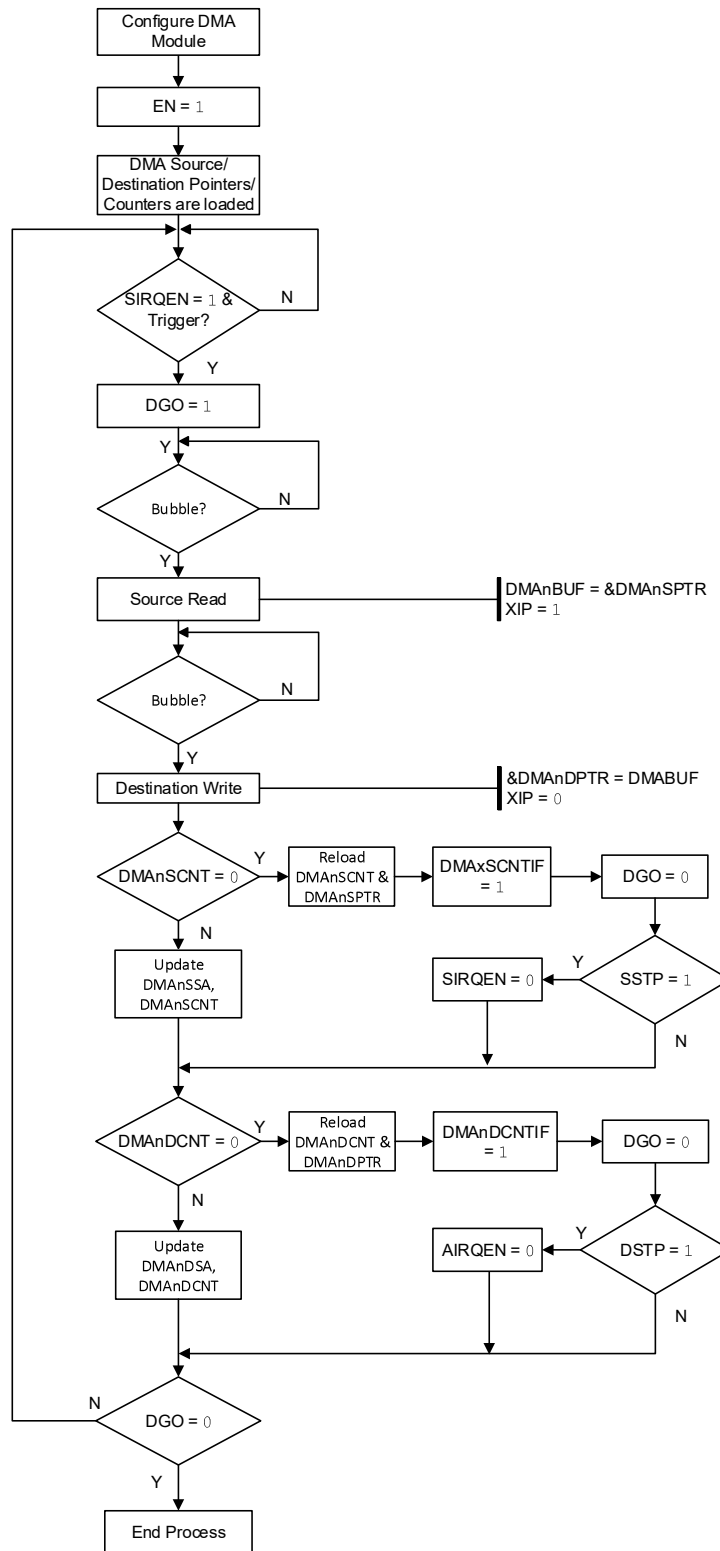 Configure DMA
Module
EN = 1
DMA Source/
Destination Pointers/
Counters are loaded
SIRQEN = 1 &
Trigger?
N
Y
DGO = 1
Y
Bubble?
N
Y
Source Read
DMAnBUF = &DMAnSPTR
XIP = 1
Bubble?
N
Y
Destination Write
&DMAnDPTR = DMABUF
XIP = 0
DMAnSCNT = 0
Y
Reload
DMAnSCNT &
DMAnSPTR
DMAxSCNTIF
= 1
DGO = 0
N
Update
DMAnSSA,
DMAnSCNT
SIRQEN = 0
Y
SSTP = 1
N
DMAnDCNT = 0
Y
Reload
DMAnDCNT &
DMAnDPTR
DMAnDCNTIF
= 1
DGO = 0
N
Update
DMAnDSA,
DMAnDCNT
AIRQEN = 0
Y
DSTP = 1
N
N
DGO = 0
Y
End Process